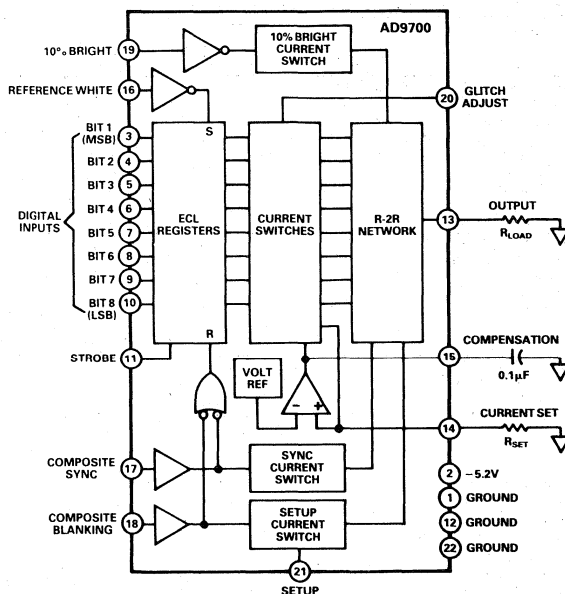 AD9700
19
10% BRIGHT
10% BRIGHT
CURRENT
SWITCH
16
REFERENCE WHITE
20
GLITCH
ADJUST
S
BIT 1
(MSB)
3
BIT 2
4
BIT 3
5
BIT 4
6
BIT 5
7
BIT 6
8
BIT 7
9
BIT 8
(LSB)
10
DIGITAL
INPUTS
ECL
REGISTERS
CURRENT
SWITCHES
R-2R
NETWORK
13
OUTPUT
RLOAD
R
STROBE
11
15
COMPENSATION
0.1µF
VOLT
REF
−
+
14
CURRENT SET
RSET
COMPOSITE
SYNC
17
SYNC
CURRENT
SWITCH
2
−5.2V
1
GROUND
COMPOSITE
BLANKING
18
SETUP
CURRENT
SWITCH
12
GROUND
22
GROUND
21
SETUP